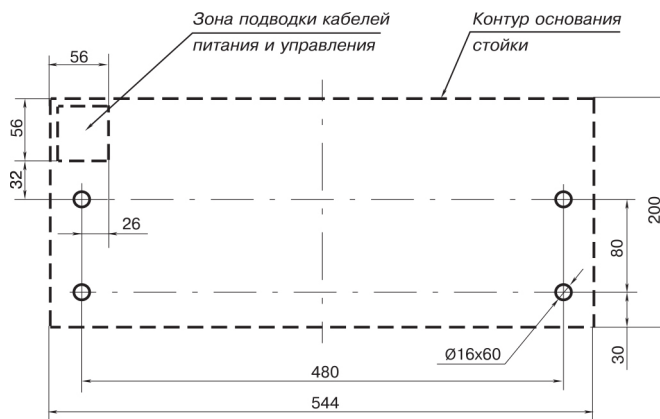 Зона подводки кабелей
питания и управления
Контур основания
стойки
56
56
32
26
200
80
30
Ø16x60
480
544